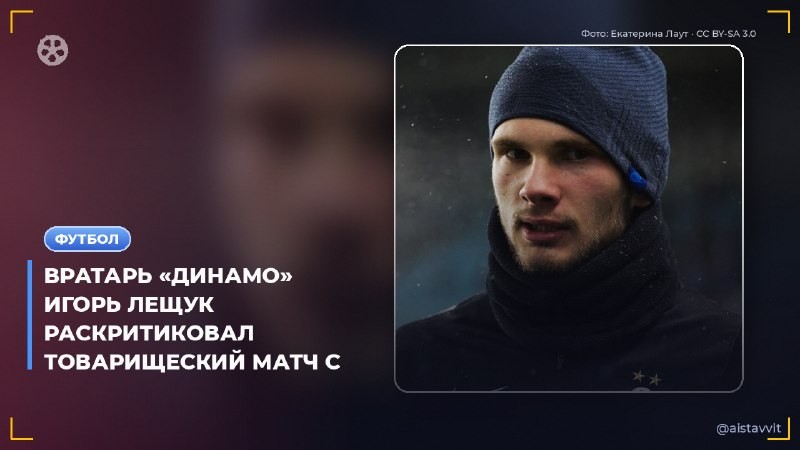 Фото: Екатерина Лаут · CC BY-SA 3.0
ФУТБОЛ
ВРАТАРЬ «ДИНАМО»
ИГОРЬ ЛЕЩУК
РАСКРИТИКОВАЛ
ТОВАРИЩЕСКИЙ МАТЧ С
@aistavvit